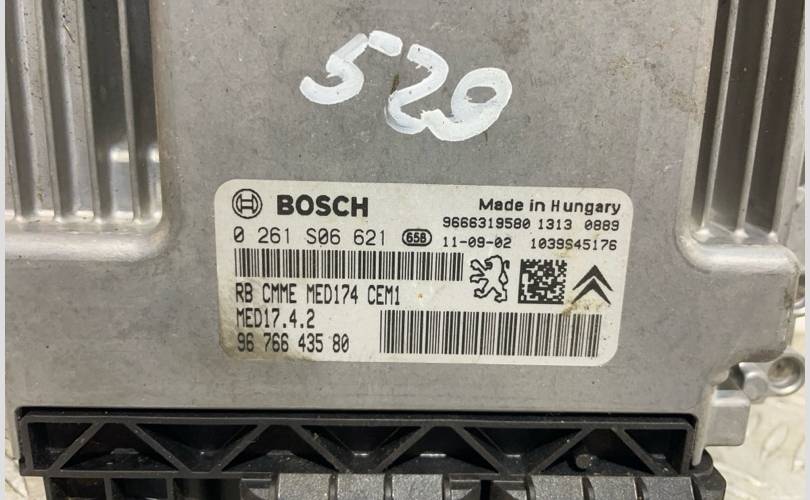 520
BOSCH
Made in Hungary
9666319580 1313 0889
0 261 S06 621 65B 11-09-02 1039S45176
RB CMME MED174 CEM1
MED17.4.2
96 766 435 80